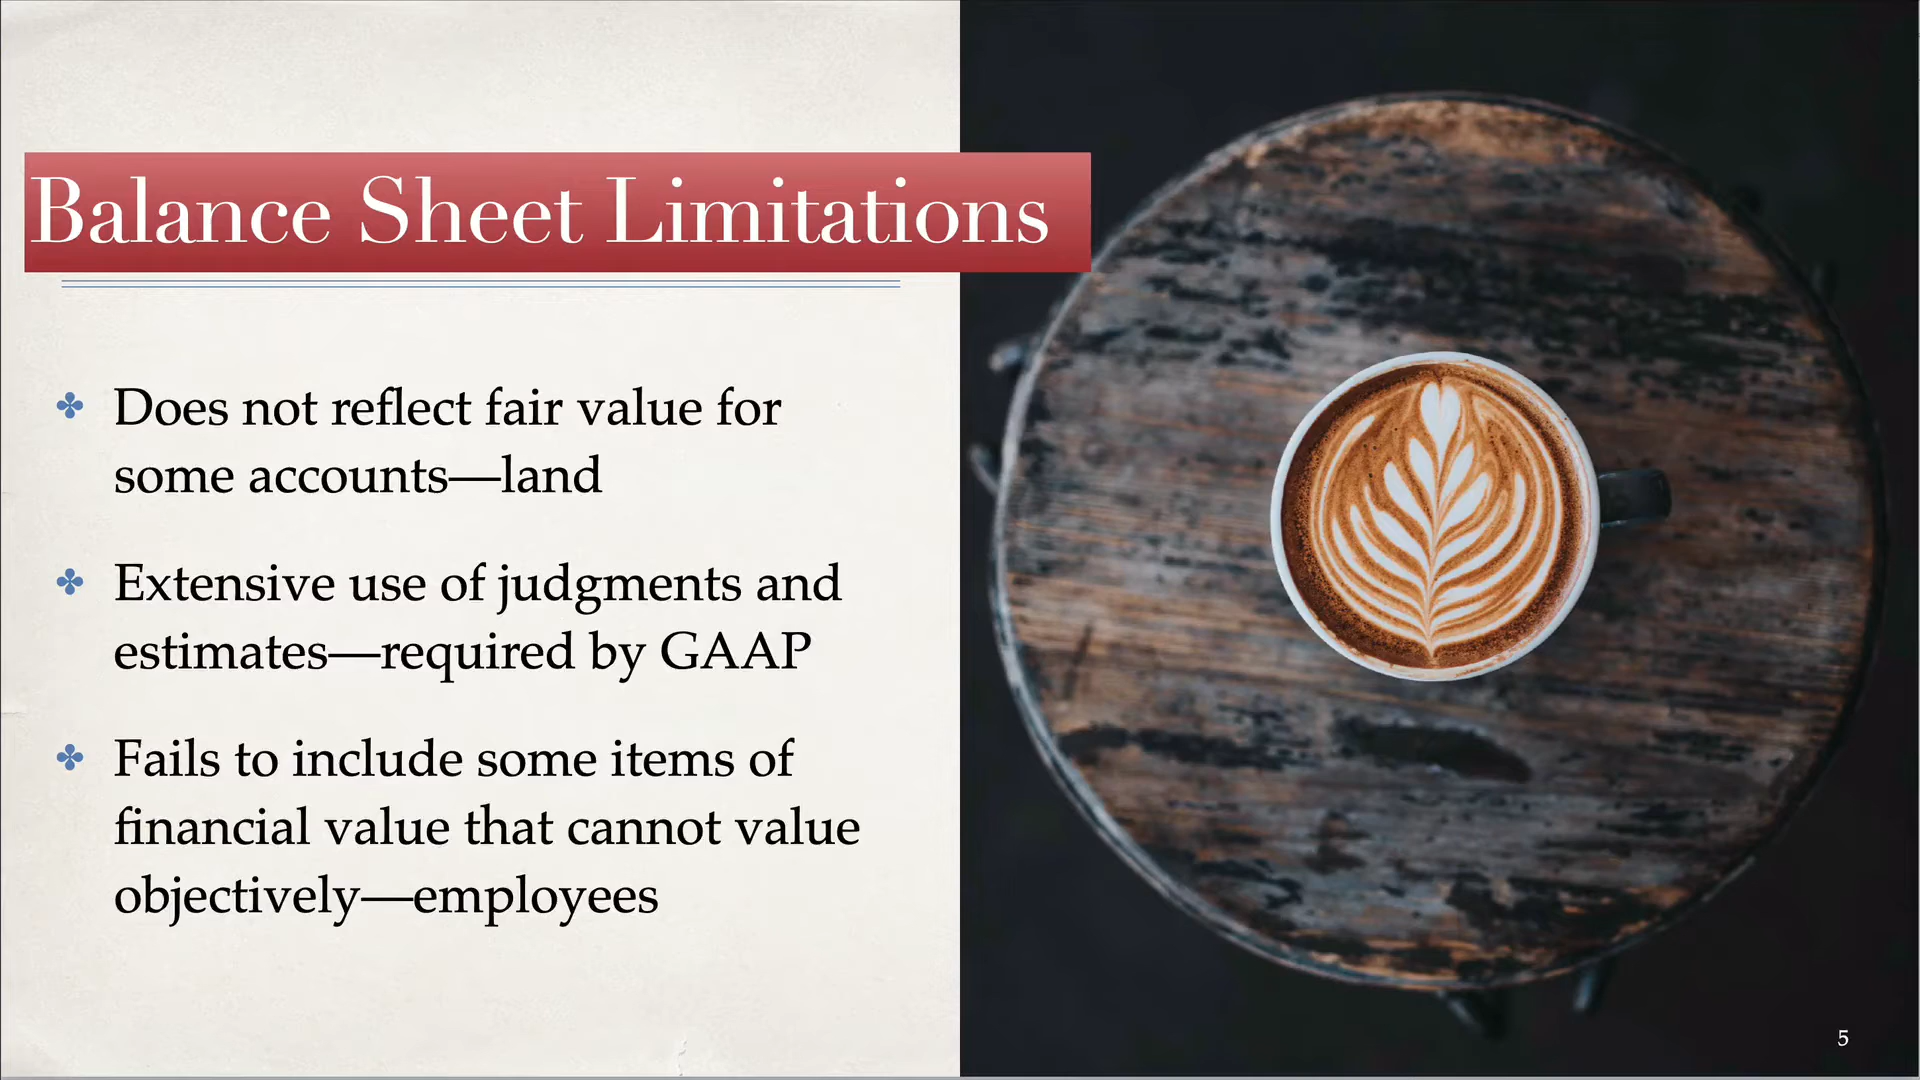 Balance Sheet Limitations
Does not reflect fair value for
some accounts—land
Extensive use of judgments and
estimates—required by GAAP
Fails to include some items of
financial value that cannot value
objectively—employees
5